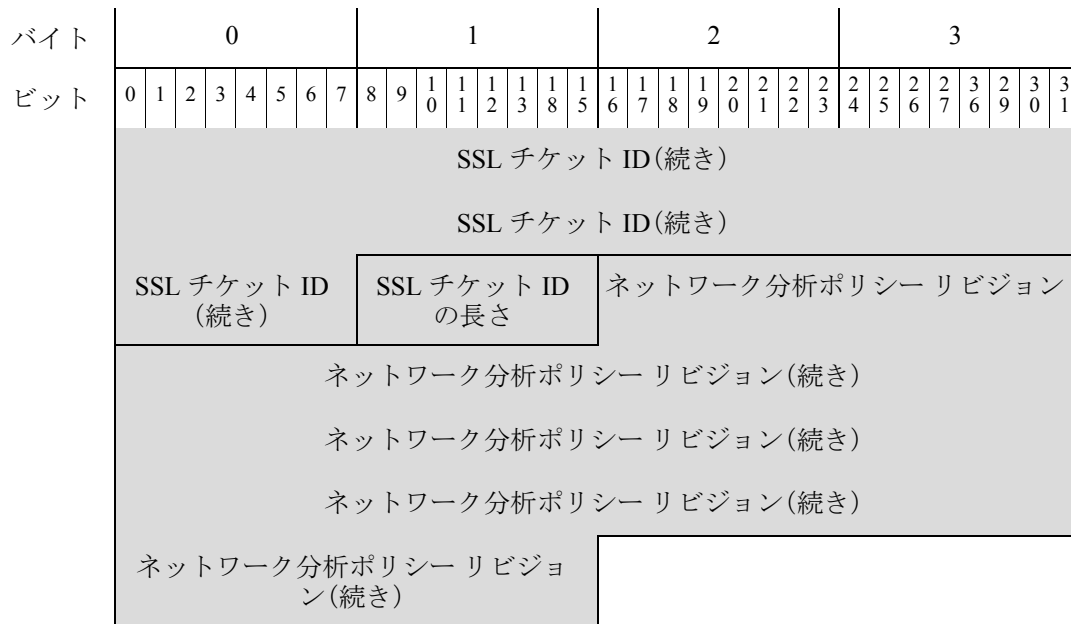 バイト 0 1 2 3
ビット 0 1 2 3 4 5 6 7 8 9 10 11 12 13 18 15 16 17 18 19 20 21 22 23 24 25 26 27 36 29 30 31
SSL チケット ID(続き)
SSL チケット ID(続き)
SSL チケット ID
(続き)
SSL チケット ID
の長さ
ネットワーク分析ポリシー リビジョン
ネットワーク分析ポリシー リビジョン(続き)
ネットワーク分析ポリシー リビジョン(続き)
ネットワーク分析ポリシー リビジョン(続き)
ネットワーク分析ポリシー リビジョ
ン(続き)